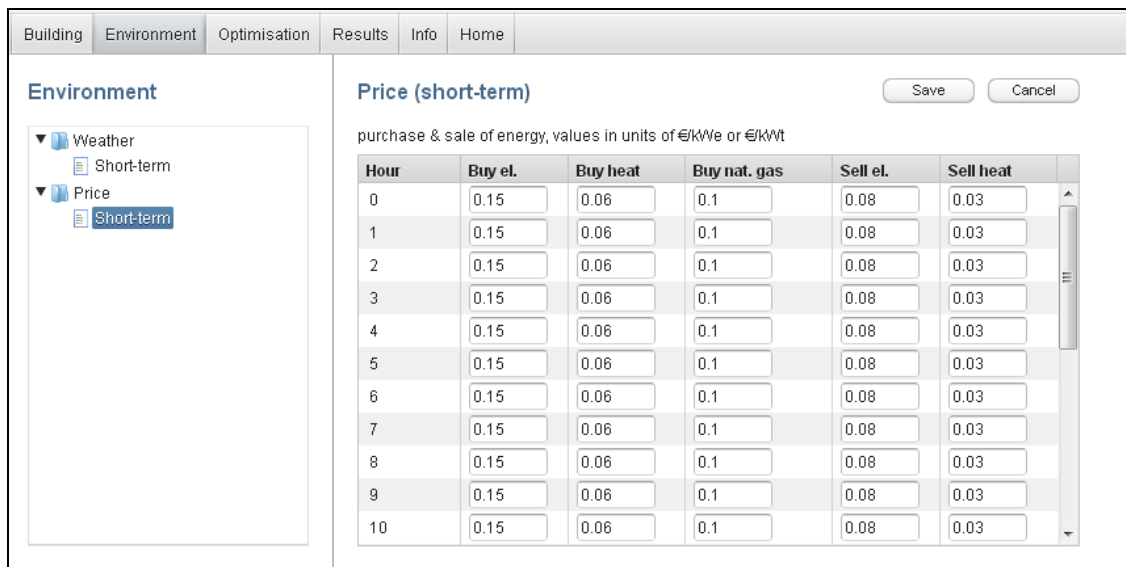 Building Environment Optimisation Results Info Home
Environment
Weather
Short-term
Price
Short-term
Price (short-term) Save Cancel
purchase & sale of energy, values in units of €/kWe or €/kWt
Hour Buy el. Buy heat Buy nat. gas Sell el. Sell heat
0 0.15 0.06 0.1 0.08 0.03
1 0.15 0.06 0.1 0.08 0.03
2 0.15 0.06 0.1 0.08 0.03
3 0.15 0.06 0.1 0.08 0.03
4 0.15 0.06 0.1 0.08 0.03
5 0.15 0.06 0.1 0.08 0.03
6 0.15 0.06 0.1 0.08 0.03
7 0.15 0.06 0.1 0.08 0.03
8 0.15 0.06 0.1 0.08 0.03
9 0.15 0.06 0.1 0.08 0.03
10 0.15 0.06 0.1 0.08 0.03